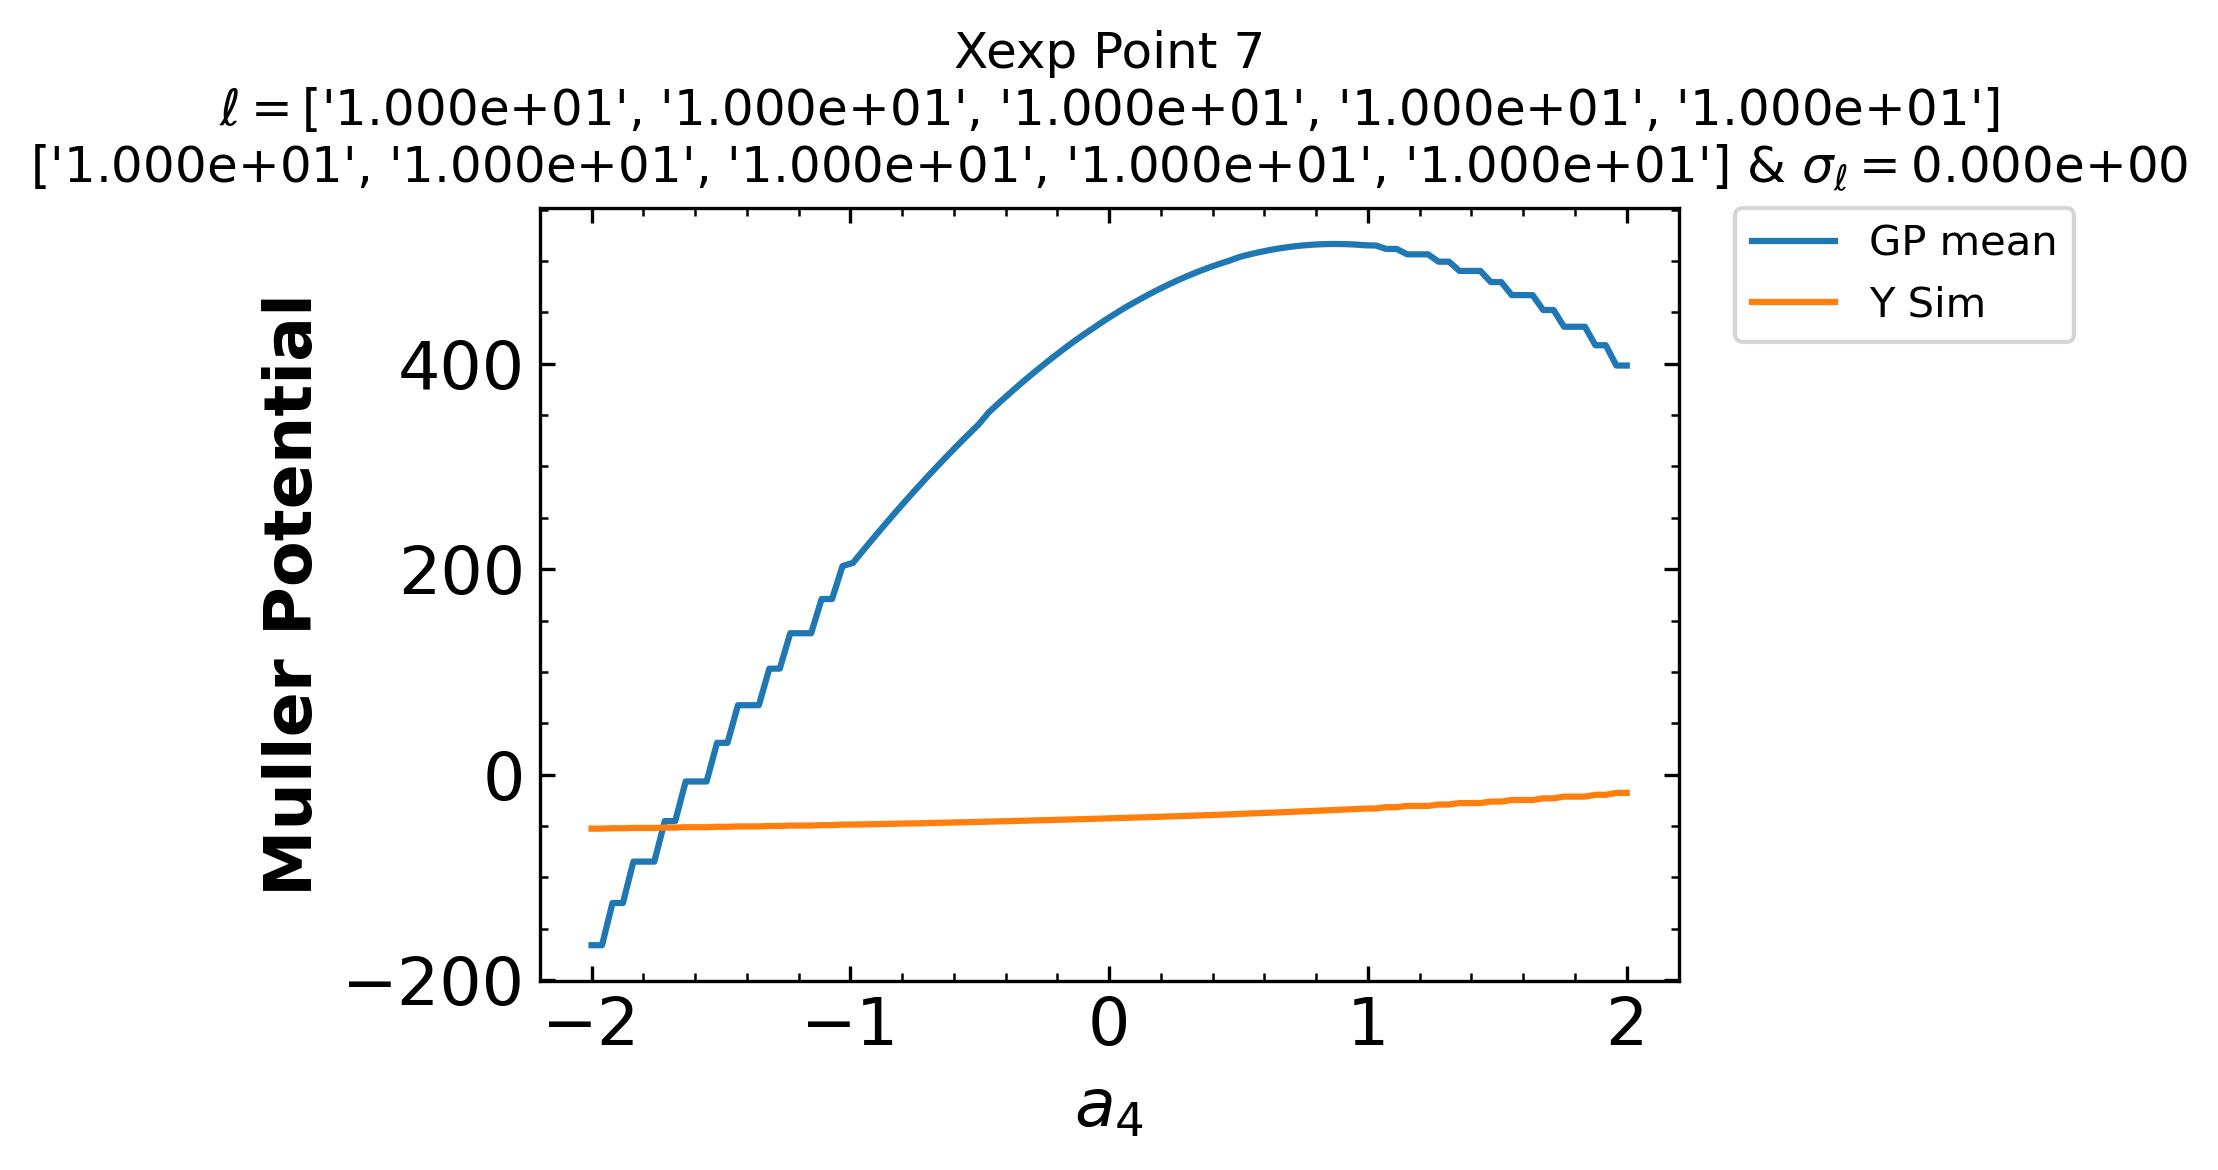 Xexp Point 7
ℓ = ['1.000e+01', '1.000e+01', '1.000e+01', '1.000e+01', '1.000e+01']
['1.000e+01', '1.000e+01', '1.000e+01', '1.000e+01', '1.000e+01'] & σ_ℓ = 0.000e+00
GP mean
Y Sim
Muller Potential
400
200
0
−200
−2 −1 0 1 2
a₄